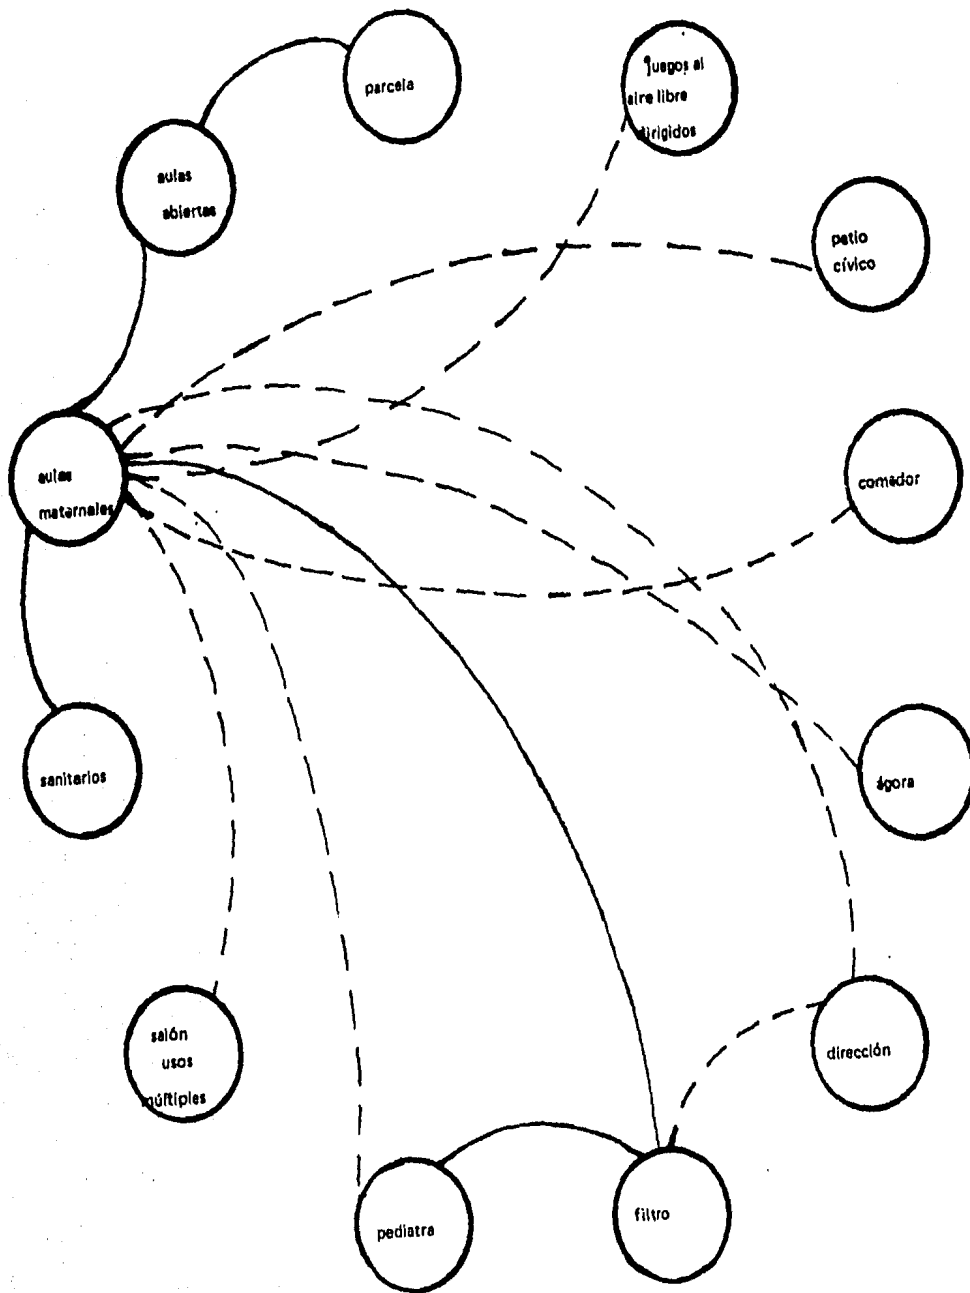 parcela
juegos al
aire libre
dirigidos
aulas
abiertas
patio
cívico
aulas
maternales
comedor
sanitarios
ágora
salón
usos
múltiples
dirección
pediatra
filtro